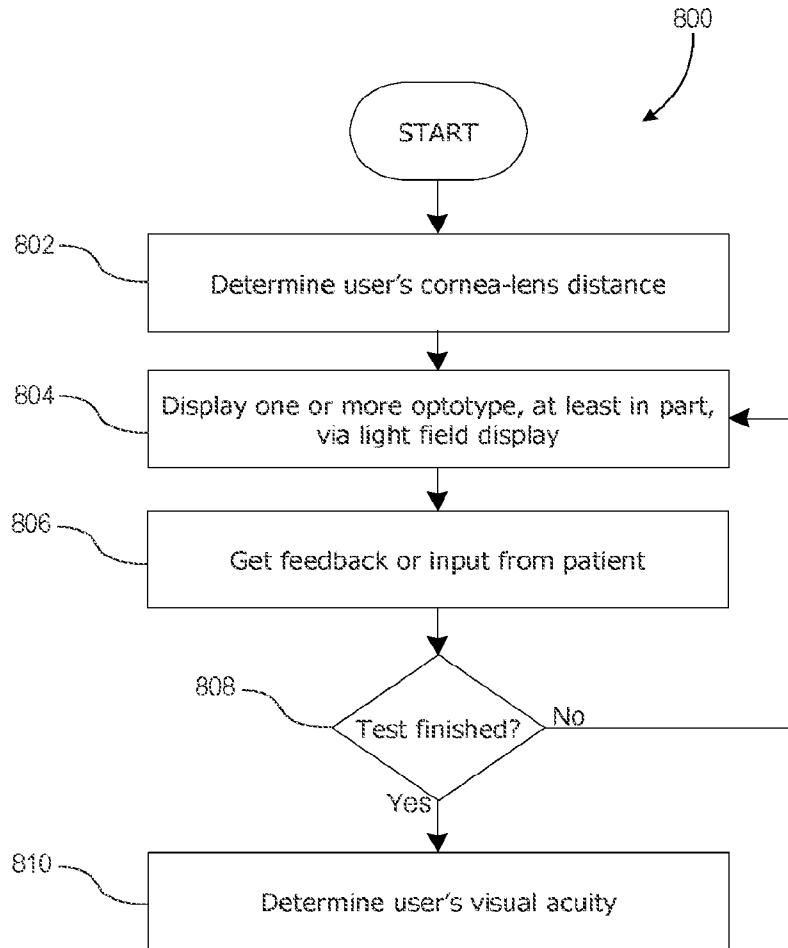 800
START
802
Determine user's cornea-lens distance
804
Display one or more optotype, at least in part,
via light field display
806
Get feedback or input from patient
808
Test finished?
No
Yes
810
Determine user's visual acuity